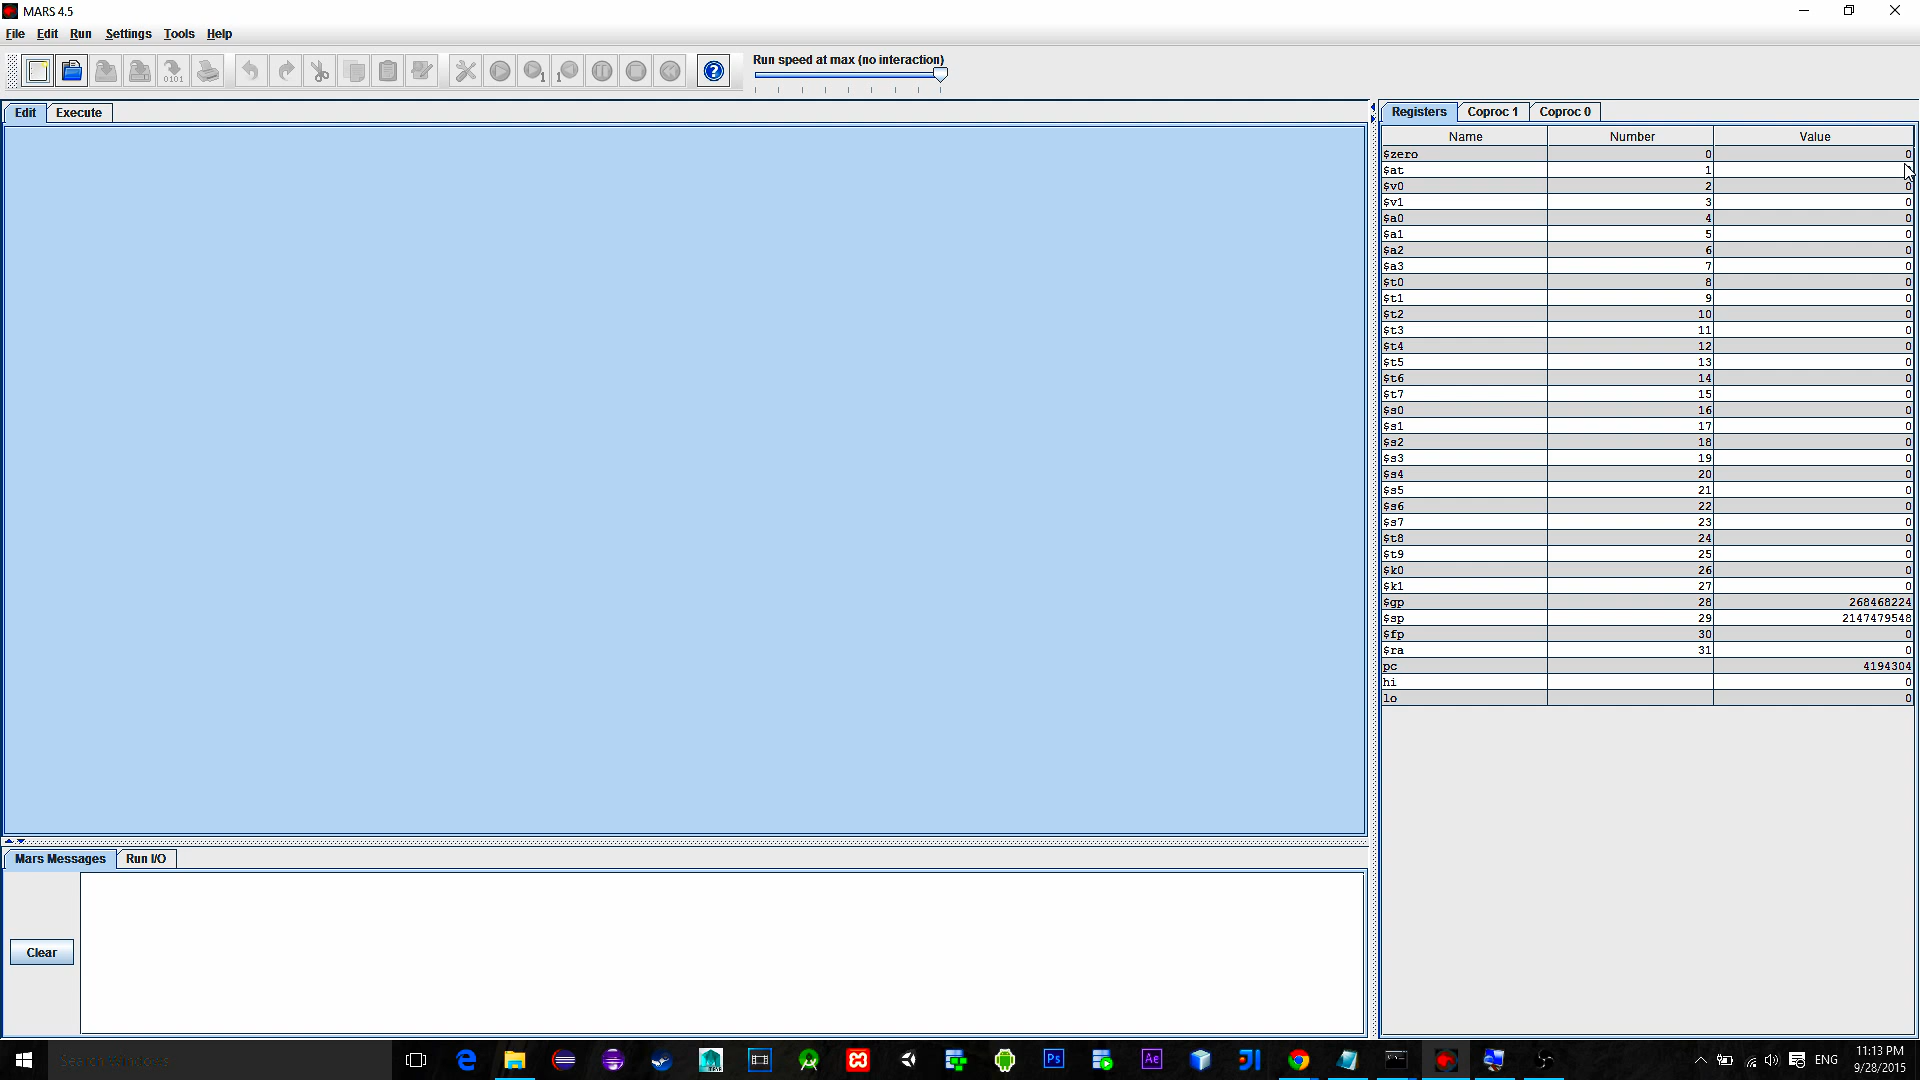 MARS 4.5
File Edit Run Settings Tools Help
Run speed at max (no interaction)
Edit Execute
Registers Coproc 1 Coproc 0
Name Number Value
$zero 0 0
$at 1
$v0 2 0
$v1 3 0
$a0 4 0
$a1 5 0
$a2 6 0
$a3 7 0
$t0 8 0
$t1 9 0
$t2 10 0
$t3 11 0
$t4 12 0
$t5 13 0
$t6 14 0
$t7 15 0
$s0 16 0
$s1 17 0
$s2 18 0
$s3 19 0
$s4 20 0
$s5 21 0
$s6 22 0
$s7 23 0
$t8 24 0
$t9 25 0
$k0 26 0
$k1 27 0
$gp 28 268468224
$sp 29 2147479548
$fp 30 0
$ra 31 0
pc 4194304
hi 0
lo 0
Mars Messages Run I/O
Clear
Search Windows
Ps
Ae
ENG
11:13 PM
9/28/2015